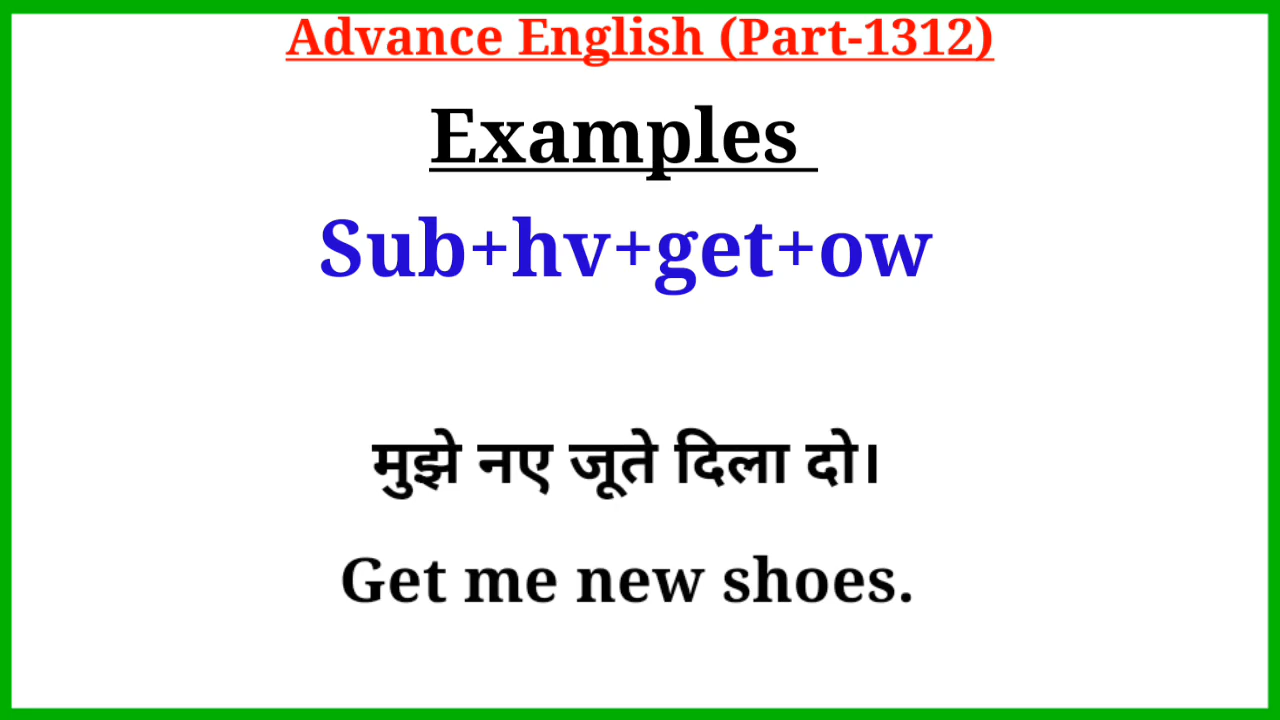 Advance English (Part-1312)
Examples
Sub+hv+get+ow
मुझे नए जूते दिला दो।
Get me new shoes.